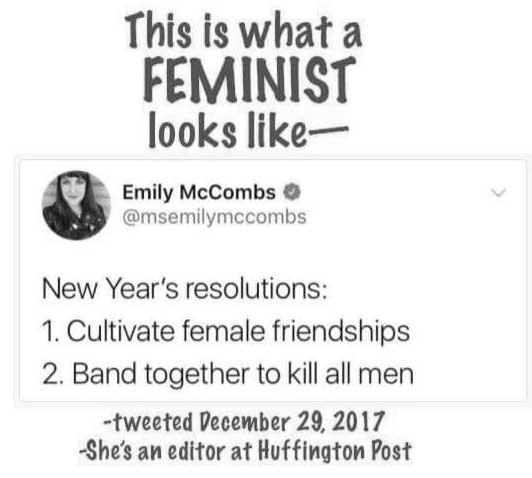 This is what a
FEMINIST
looks like—
Emily McCombs
@msemilymccombs
New Year's resolutions:
1. Cultivate female friendships
2. Band together to kill all men
-tweeted December 29, 2017
-She's an editor at Huffington Post